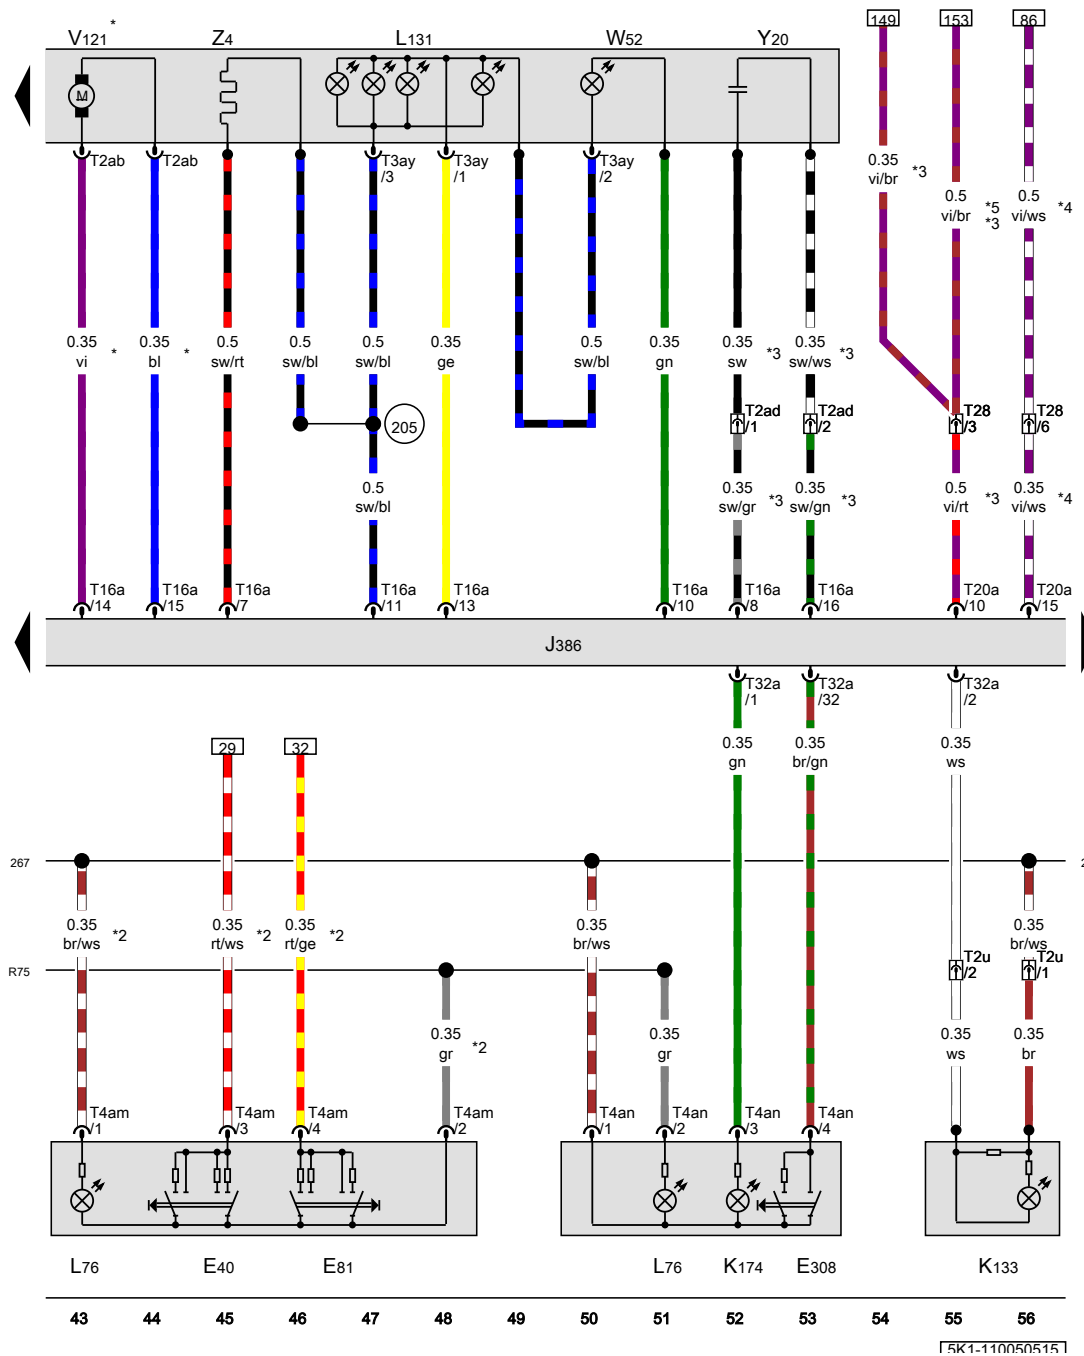 149 153 86
*
V121 Z4 L131 W52 Y20
M
T2ab T2ab T3ay /3 T3ay /1 T3ay /2
0.35 vi/br *3
0.5 vi/br *5 *3
0.5 vi/ws *4
0.35 vi *
0.35 bl *
0.5 sw/rt
0.5 sw/bl
0.5 sw/bl
0.35 ge
0.5 sw/bl
0.35 gn
0.35 sw *3
0.35 sw/ws *3
205
T2ad /1 T2ad /2 T28 /3 T28 /6
0.5 sw/bl
0.35 sw/gr *3
0.35 sw/gn *3
0.5 vi/rt *3
0.35 vi/ws *4
T16a /14 T16a /15 T16a /7 T16a /11 T16a /13 T16a /10 T16a /8 T16a /16 T20a /10 T20a /15
J386
T32a /1 T32a /32 T32a /2
29 32
0.35 gn
0.35 br/gn
0.35 ws
267 2
0.35 br/ws *2
0.35 rt/ws *2
0.35 rt/ge *2
0.35 br/ws
0.35 br/ws
R75
T2u /2 T2u /1
0.35 gr *2
0.35 gr
0.35 ws
0.35 br
T4am /1 T4am /3 T4am /4 T4am /2 T4an /1 T4an /2 T4an /3 T4an /4
L76 E40 E81 L76 K174 E308 K133
43 44 45 46 47 48 49 50 51 52 53 54 55 56
5K1-110050515